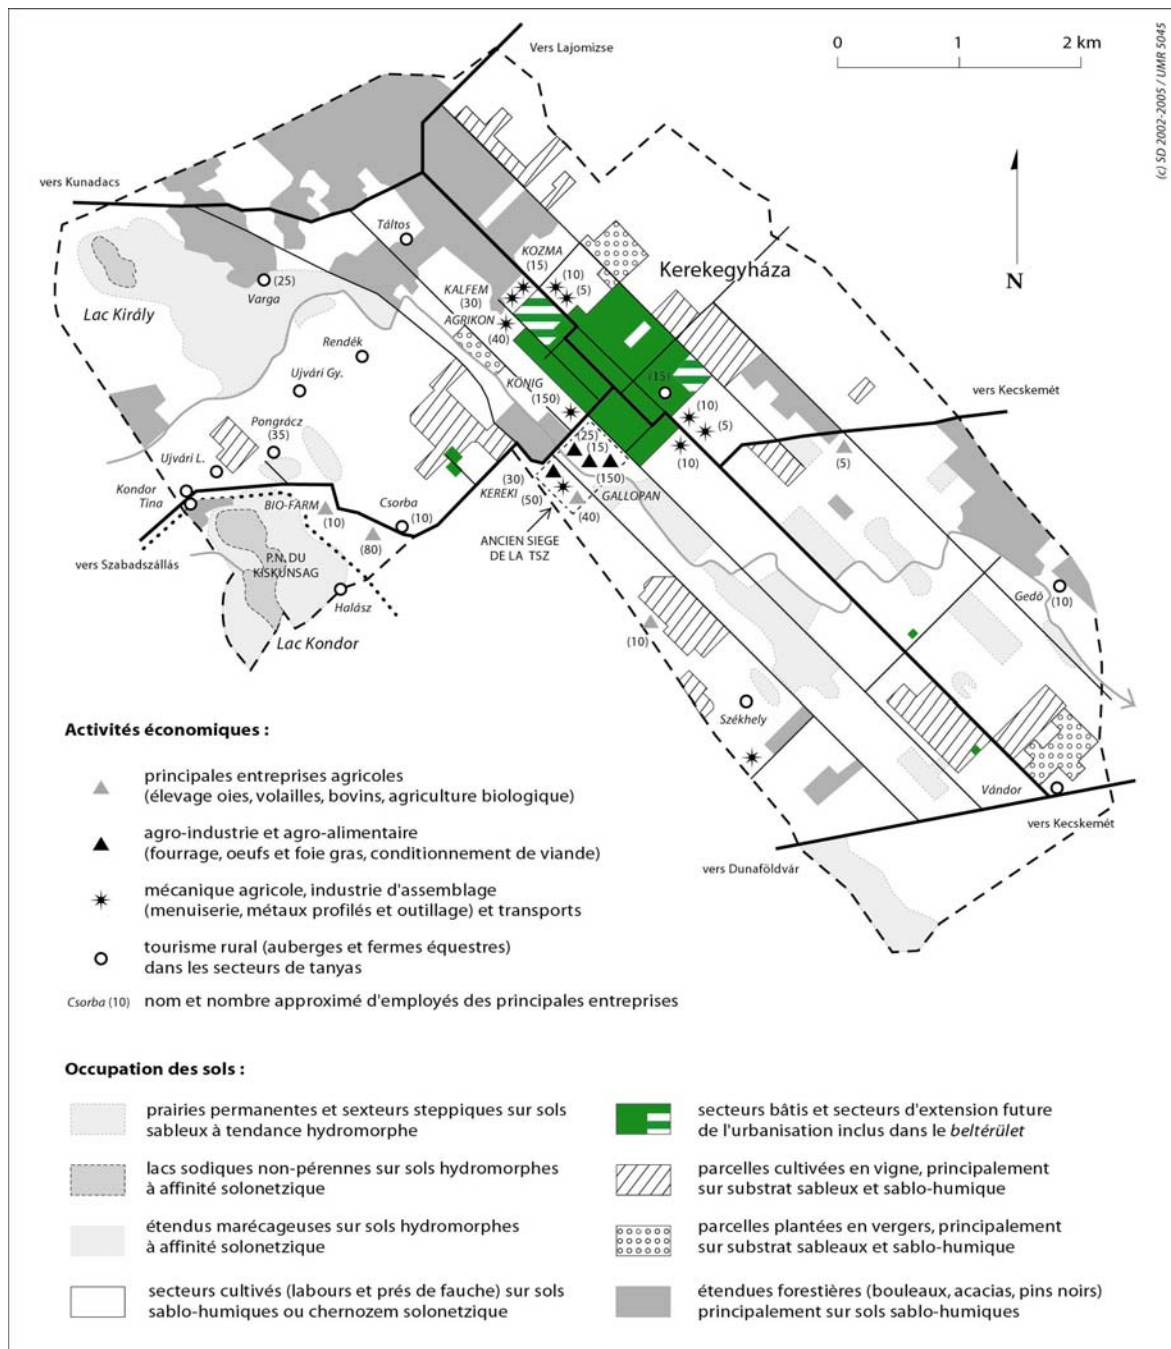 Vers Lajomizse
0 1 2 km
(c) SD 2002-2005 / UMR 5045
vers Kunadacs
Táltos
KOZMA
(15)
(10)
(5)
Kerekegyháza
N
KALFEM
(30)
AGRIKON
(40)
(25)
Varga
Lac Király
Rendék
Ujvári Gy.
KÖNIG
(150)
(15)
vers Kecskemét
(10)
(5)
(10)
Pongrácz
(35)
(25)
(15)
(5)
Ujvári L.
Kondor
Tina
(30)
KEREKI
(50)
(150)
GALLOPAN
(40)
BIO-FARM
(10)
Csorba
(10)
(80)
ANCIEN SIEGE
DE LA TSZ
vers Szabadszállás
P.N. DU
KISKUNSAG
Halász
Lac Kondor
Gedő
(10)
(10)
Székhely
Vándor
vers Kecskemét
vers Dunaföldvár
Activités économiques :
principales entreprises agricoles
(élevage oies, volailles, bovins, agriculture biologique)
agro-industrie et agro-alimentaire
(fourrage, oeufs et foie gras, conditionnement de viande)
mécanique agricole, industrie d'assemblage
(menuiserie, métaux profilés et outillage) et transports
tourisme rural (auberges et fermes équestres)
dans les secteurs de tanyas
Csorba (10) nom et nombre approximé d'employés des principales entreprises
Occupation des sols :
prairies permanentes et sexteurs steppiques sur sols
sableux à tendance hydromorphe
lacs sodiques non-pérennes sur sols hydromorphes
à affinité solonetzique
étendus marécageuses sur sols hydromorphes
à affinité solonetzique
secteurs cultivés (labours et prés de fauche) sur sols
sablo-humiques ou chernozem solonetzique
secteurs bâtis et secteurs d'extension future
de l'urbanisation inclus dans le beltérület
parcelles cultivées en vigne, principalement
sur substrat sableux et sablo-humique
parcelles plantées en vergers, principalement
sur substrat sableaux et sablo-humique
étendues forestières (bouleaux, acacias, pins noirs)
principalement sur sols sablo-humiques